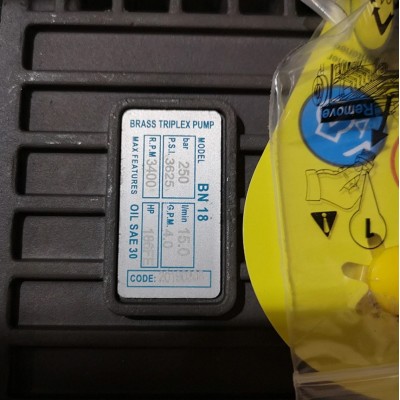 BRASS TRIPLEX PUMP
MODEL BN 18
bar 250 l/min 15.0
P.S.I. 3625 G.P.M 4.0
R.P.M 3400 HP
MAX FEATURES OIL SAE 30
CODE:
Remove
L